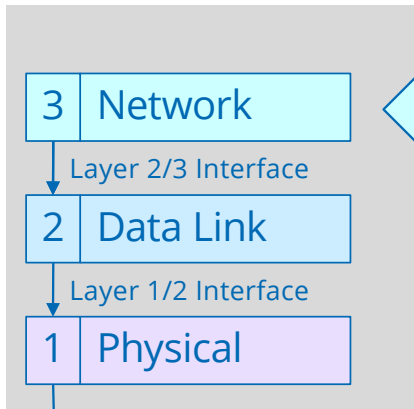 3 Network
Layer 2/3 Interface
2 Data Link
Layer 1/2 Interface
1 Physical